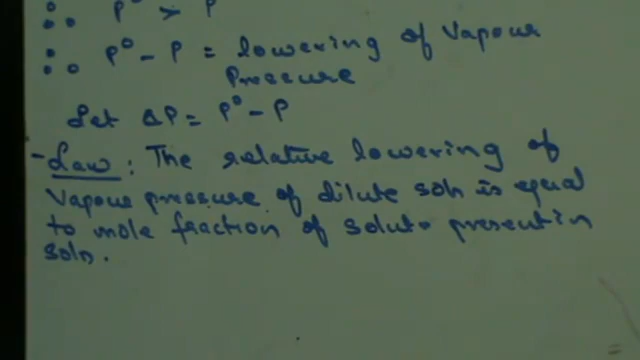 ∴ P° > P
∴ P° - P = lowering of Vapour
Pressure
Let ΔP = P° - P
- Law : The relative lowering of
Vapour pressure of dilute soln is equal
to mole fraction of solute present in
soln.